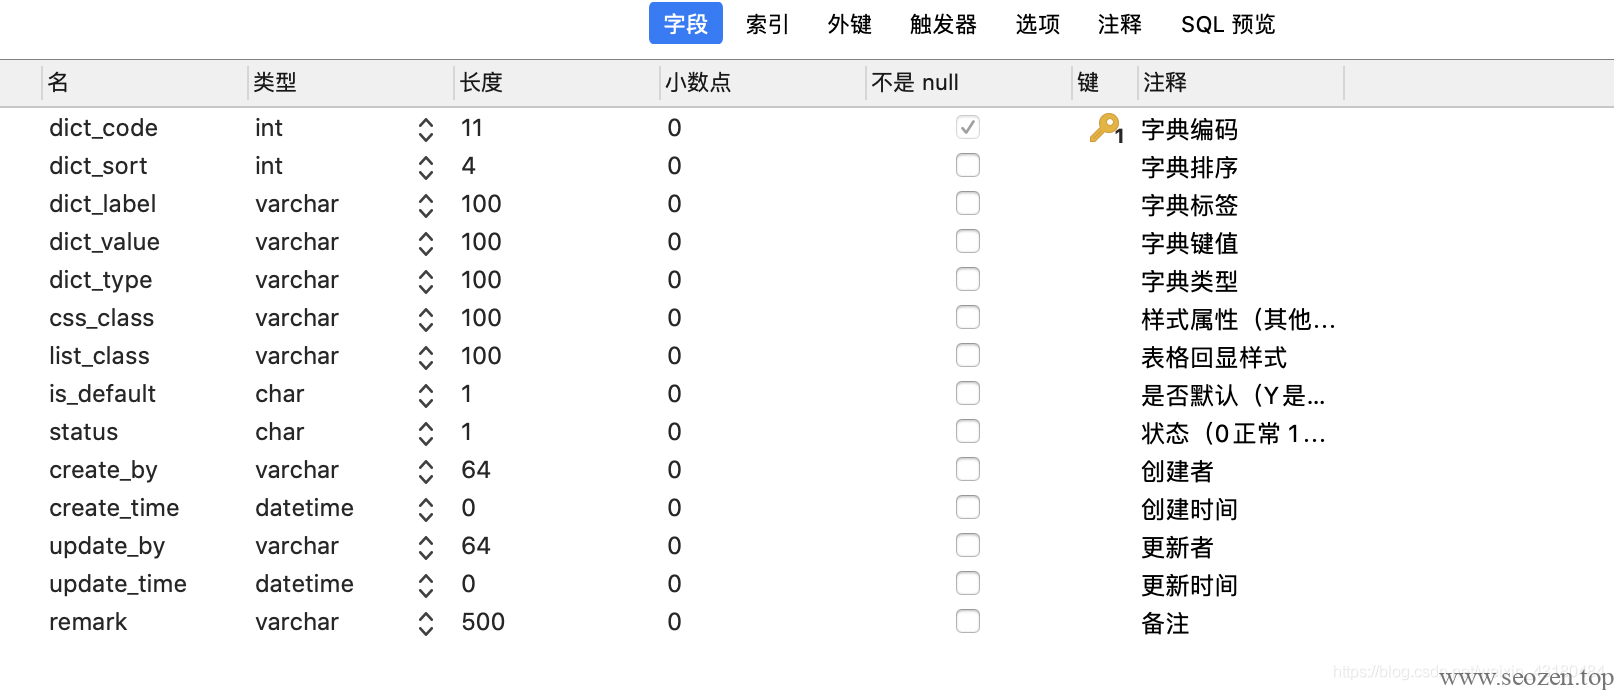 字段 索引 外键 触发器 选项 注释 SQL 预览
名 类型 长度 小数点 不是 null 键 注释
dict_code int 11 0 1 字典编码
dict_sort int 4 0 字典排序
dict_label varchar 100 0 字典标签
dict_value varchar 100 0 字典键值
dict_type varchar 100 0 字典类型
css_class varchar 100 0 样式属性（其他...
list_class varchar 100 0 表格回显样式
is_default char 1 0 是否默认（Y是...
status char 1 0 状态（0正常 1...
create_by varchar 64 0 创建者
create_time datetime 0 0 创建时间
update_by varchar 64 0 更新者
update_time datetime 0 0 更新时间
remark varchar 500 0 备注
www.seozen.top